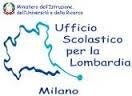 Ministero dell'Istruzione,
dell'Università e della Ricerca
Ufficio
Scolastico
per la
Lombardia
Milano